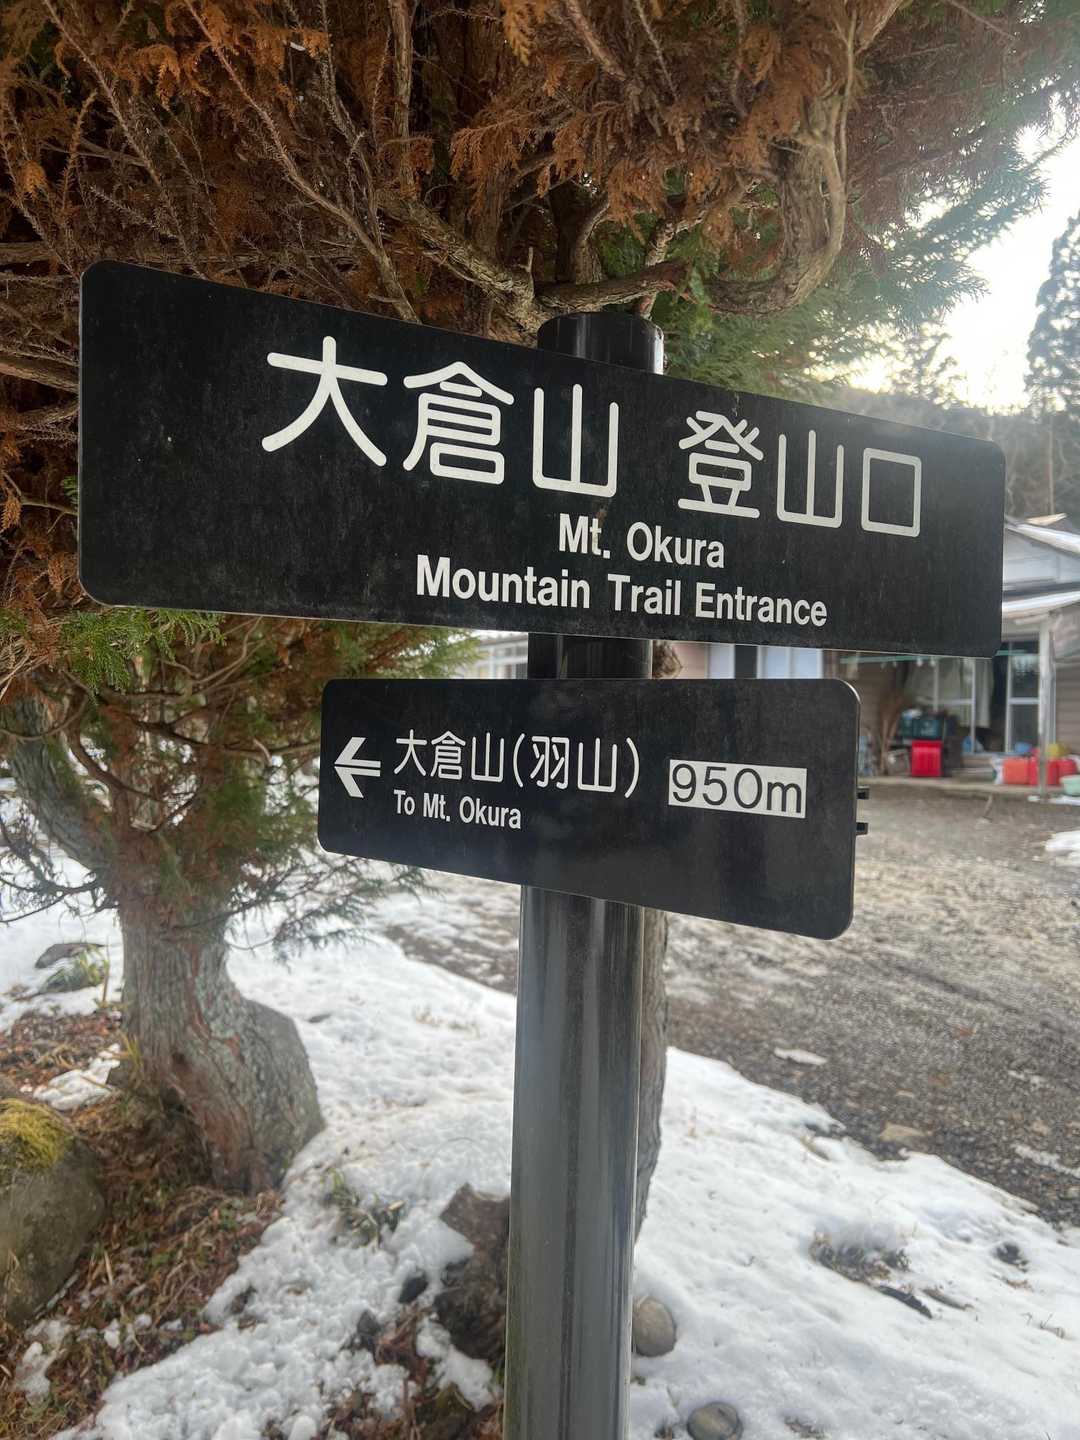 大倉山 登山口
Mt. Okura
Mountain Trail Entrance
大倉山(羽山) 950m
To Mt. Okura